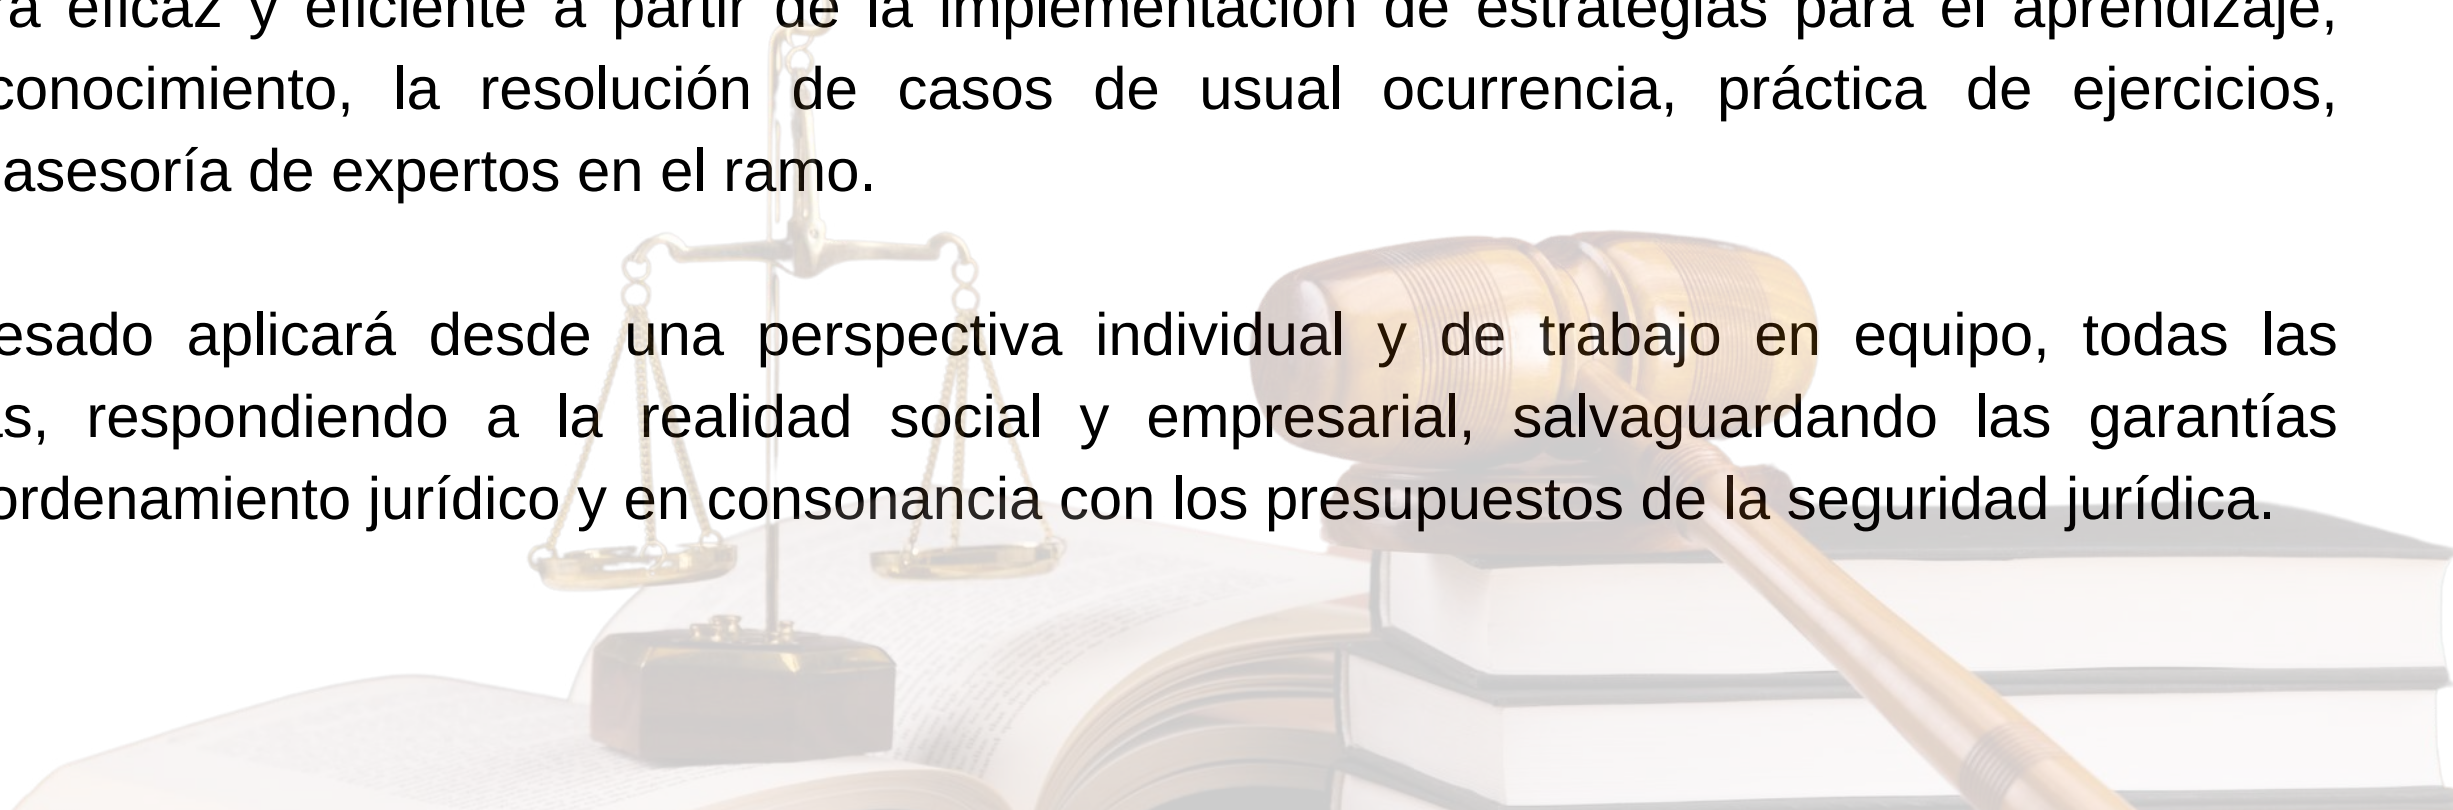 eficaz y eficiente a partir de la implementación de estrategias para el aprendizaje,
conocimiento, la resolución de casos de usual ocurrencia, práctica de ejercicios,
asesoría de expertos en el ramo.
esado aplicará desde una perspectiva individual y de trabajo en equipo, todas las
as, respondiendo a la realidad social y empresarial, salvaguardando las garantías
ordenamiento jurídico y en consonancia con los presupuestos de la seguridad jurídica.